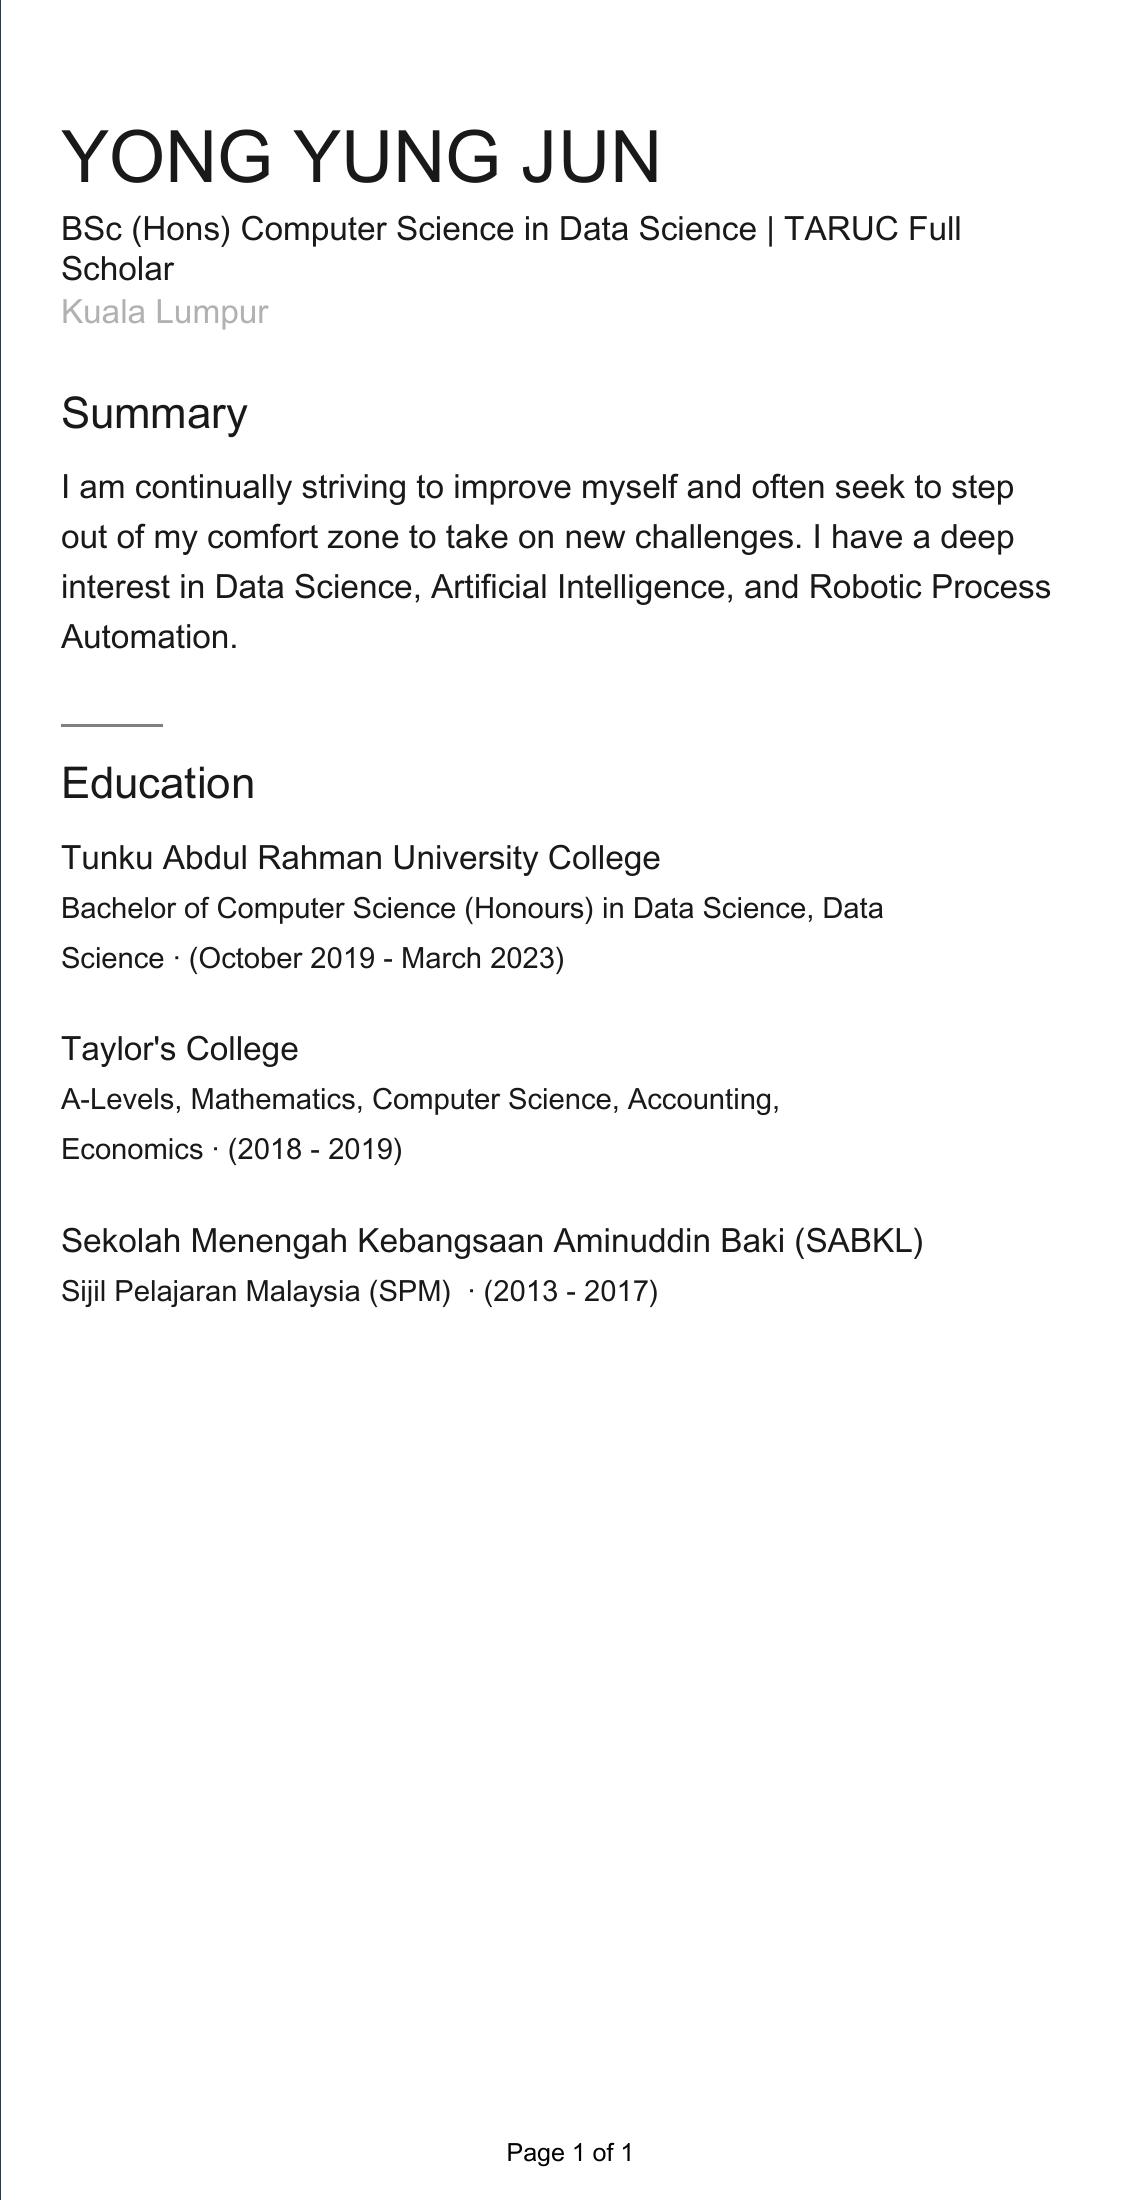 YONG YUNG JUN
BSc (Hons) Computer Science in Data Science | TARUC Full
Scholar
Kuala Lumpur
Summary
I am continually striving to improve myself and often seek to step
out of my comfort zone to take on new challenges. I have a deep
interest in Data Science, Artificial Intelligence, and Robotic Process
Automation.
Education
Tunku Abdul Rahman University College
Bachelor of Computer Science (Honours) in Data Science, Data
Science · (October 2019 - March 2023)
Taylor's College
A-Levels, Mathematics, Computer Science, Accounting,
Economics · (2018 - 2019)
Sekolah Menengah Kebangsaan Aminuddin Baki (SABKL)
Sijil Pelajaran Malaysia (SPM) · (2013 - 2017)
Page 1 of 1